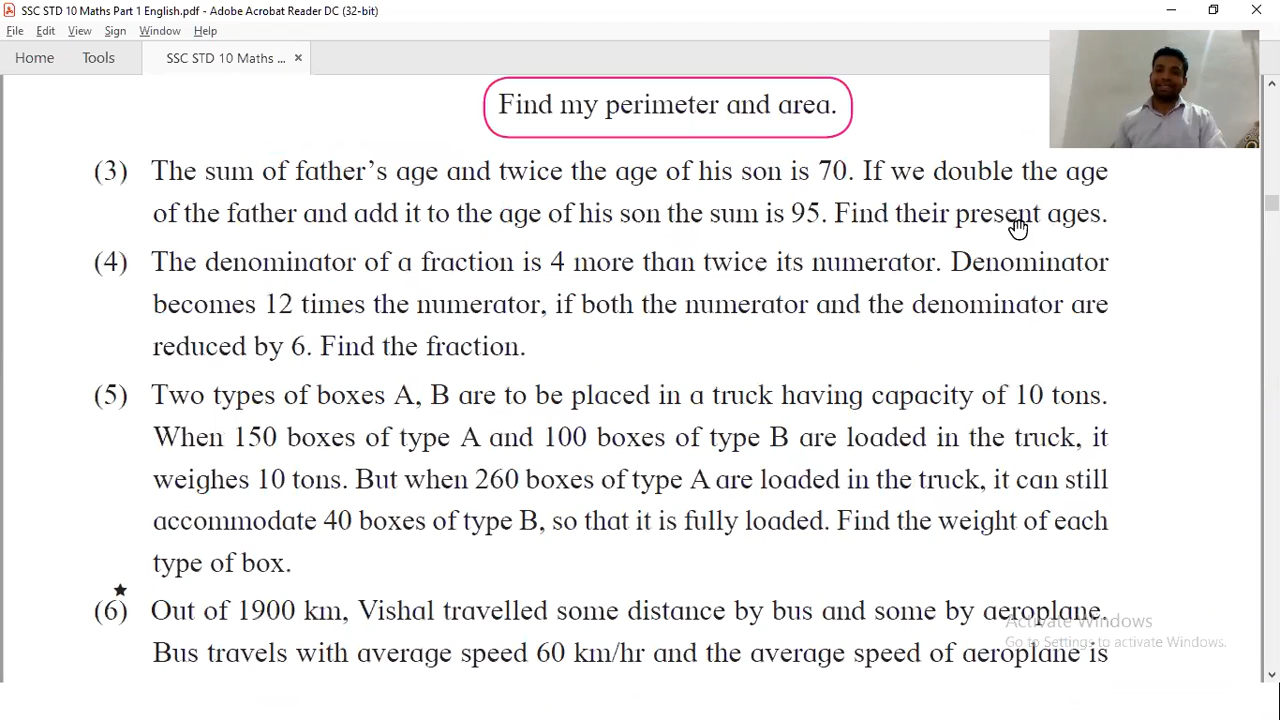 SSC STD 10 Maths Part 1 English.pdf - Adobe Acrobat Reader DC (32-bit)
File Edit View Sign Window Help
Home Tools SSC STD 10 Maths ... ×
Find my perimeter and area.
(3) The sum of father's age and twice the age of his son is 70. If we double the age
of the father and add it to the age of his son the sum is 95. Find their present ages.
(4) The denominator of a fraction is 4 more than twice its numerator. Denominator
becomes 12 times the numerator, if both the numerator and the denominator are
reduced by 6. Find the fraction.
(5) Two types of boxes A, B are to be placed in a truck having capacity of 10 tons.
When 150 boxes of type A and 100 boxes of type B are loaded in the truck, it
weighes 10 tons. But when 260 boxes of type A are loaded in the truck, it can still
accommodate 40 boxes of type B, so that it is fully loaded. Find the weight of each
type of box.
★
(6) Out of 1900 km, Vishal travelled some distance by bus and some by aeroplane.
Bus travels with average speed 60 km/hr and the average speed of aeroplane is
Activate Windows
Go to Settings to activate Windows.